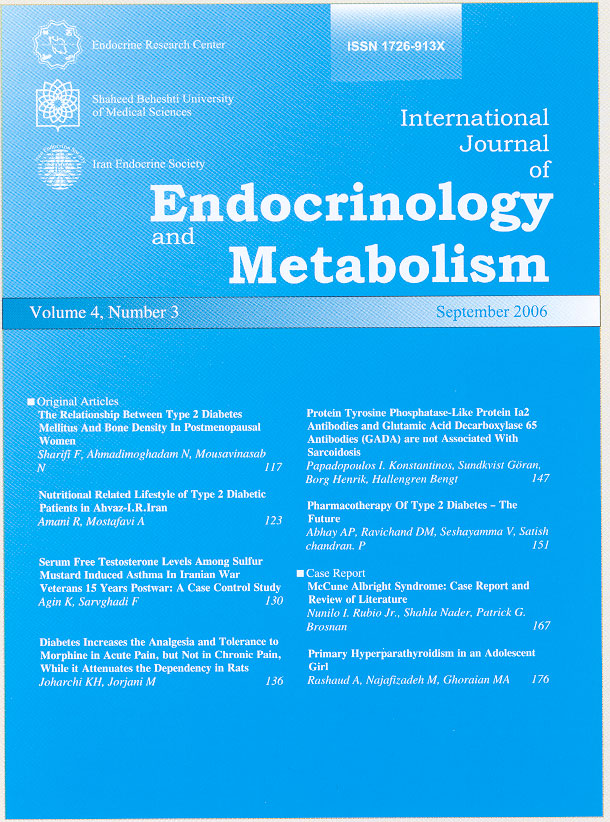 Endocrine Research Center
ISSN 1726-913X
Shaheed Beheshti University
of Medical Sciences
Iran Endocrine Society
International
Journal
of
Endocrinology
and
Metabolism
Volume 4, Number 3
September 2006
Original Articles
The Relationship Between Type 2 Diabetes
Mellitus And Bone Density In Postmenopausal
Women
Sharifi F, Ahmadimoghadam N, Mousavinasab
N 117
Nutritional Related Lifestyle of Type 2 Diabetic
Patients in Ahvaz-I.R.Iran
Amani R, Mostafavi A 123
Serum Free Testosterone Levels Among Sulfur
Mustard Induced Asthma In Iranian War
Veterans 15 Years Postwar: A Case Control Study
Agin K, Sarvghadi F 130
Diabetes Increases the Analgesia and Tolerance to
Morphine in Acute Pain, but Not in Chronic Pain,
While it Attenuates the Dependency in Rats
Joharchi KH, Jorjani M 136
Protein Tyrosine Phosphatase-Like Protein Ia2
Antibodies and Glutamic Acid Decarboxylase 65
Antibodies (GADA) are not Associated With
Sarcoidosis
Papadopoulos I. Konstantinos, Sundkvist Göran,
Borg Henrik, Hallengren Bengt 147
Pharmacotherapy Of Type 2 Diabetes – The
Future
Abhay AP, Ravichand DM, Seshayamma V, Satish
chandran. P 151
Case Report
McCune Albright Syndrome: Case Report and
Review of Literature
Nunilo I. Rubio Jr., Shahla Nader, Patrick G.
Brosnan 167
Primary Hyperparathyroidism in an Adolescent
Girl
Rashaud A, Najafizadeh M, Ghoraian MA 176